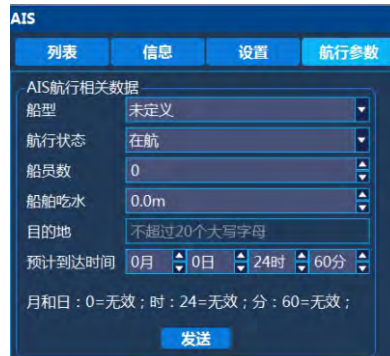 AIS
列表 信息 设置 航行参数
AIS航行相关数据
船型 未定义
航行状态 在航
船员数 0
船舶吃水 0.0m
目的地 不超过20个大写字母
预计到达时间 0月 0日 24时 60分
月和日：0=无效；时：24=无效；分：60=无效；
发送